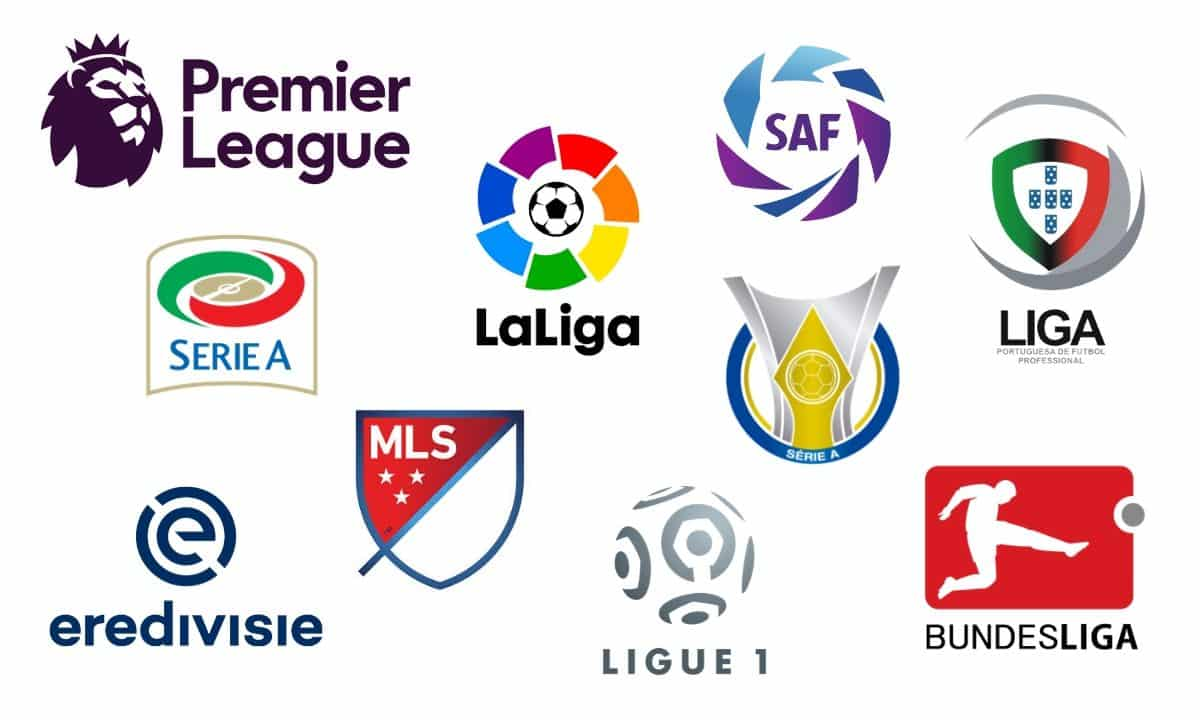 Premier
League
SAF
LaLiga
LIGA
PORTUGUESA DE FUTBOL
PROFESSIONAL
SERIE A
SÉRIE A
MLS
eredivisie
LIGUE 1
BUNDESLIGA